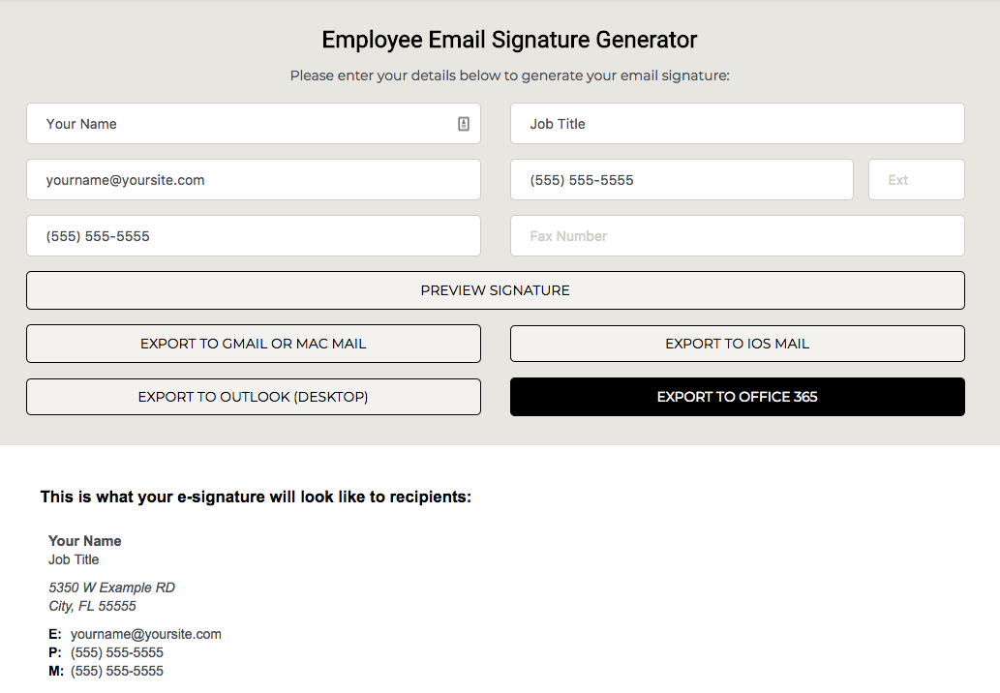 Employee Email Signature Generator
Please enter your details below to generate your email signature:
Your Name
Job Title
yourname@yoursite.com
(555) 555-5555
Ext
(555) 555-5555
Fax Number
PREVIEW SIGNATURE
EXPORT TO GMAIL OR MAC MAIL
EXPORT TO IOS MAIL
EXPORT TO OUTLOOK (DESKTOP)
EXPORT TO OFFICE 365
This is what your e-signature will look like to recipients:
Your Name
Job Title
5350 W Example RD
City, FL 55555
E: yourname@yoursite.com
P: (555) 555-5555
M: (555) 555-5555